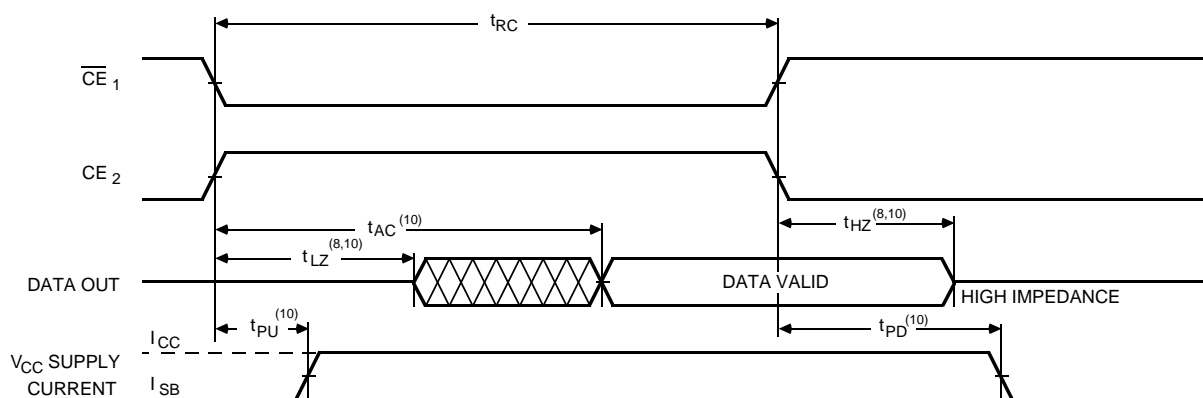 tRC
CE 1
CE 2
tAC (10)
tLZ (8,10)
tHZ (8,10)
DATA OUT
DATA VALID
HIGH IMPEDANCE
tPU (10)
tPD (10)
ICC
VCC SUPPLY
CURRENT
ISB